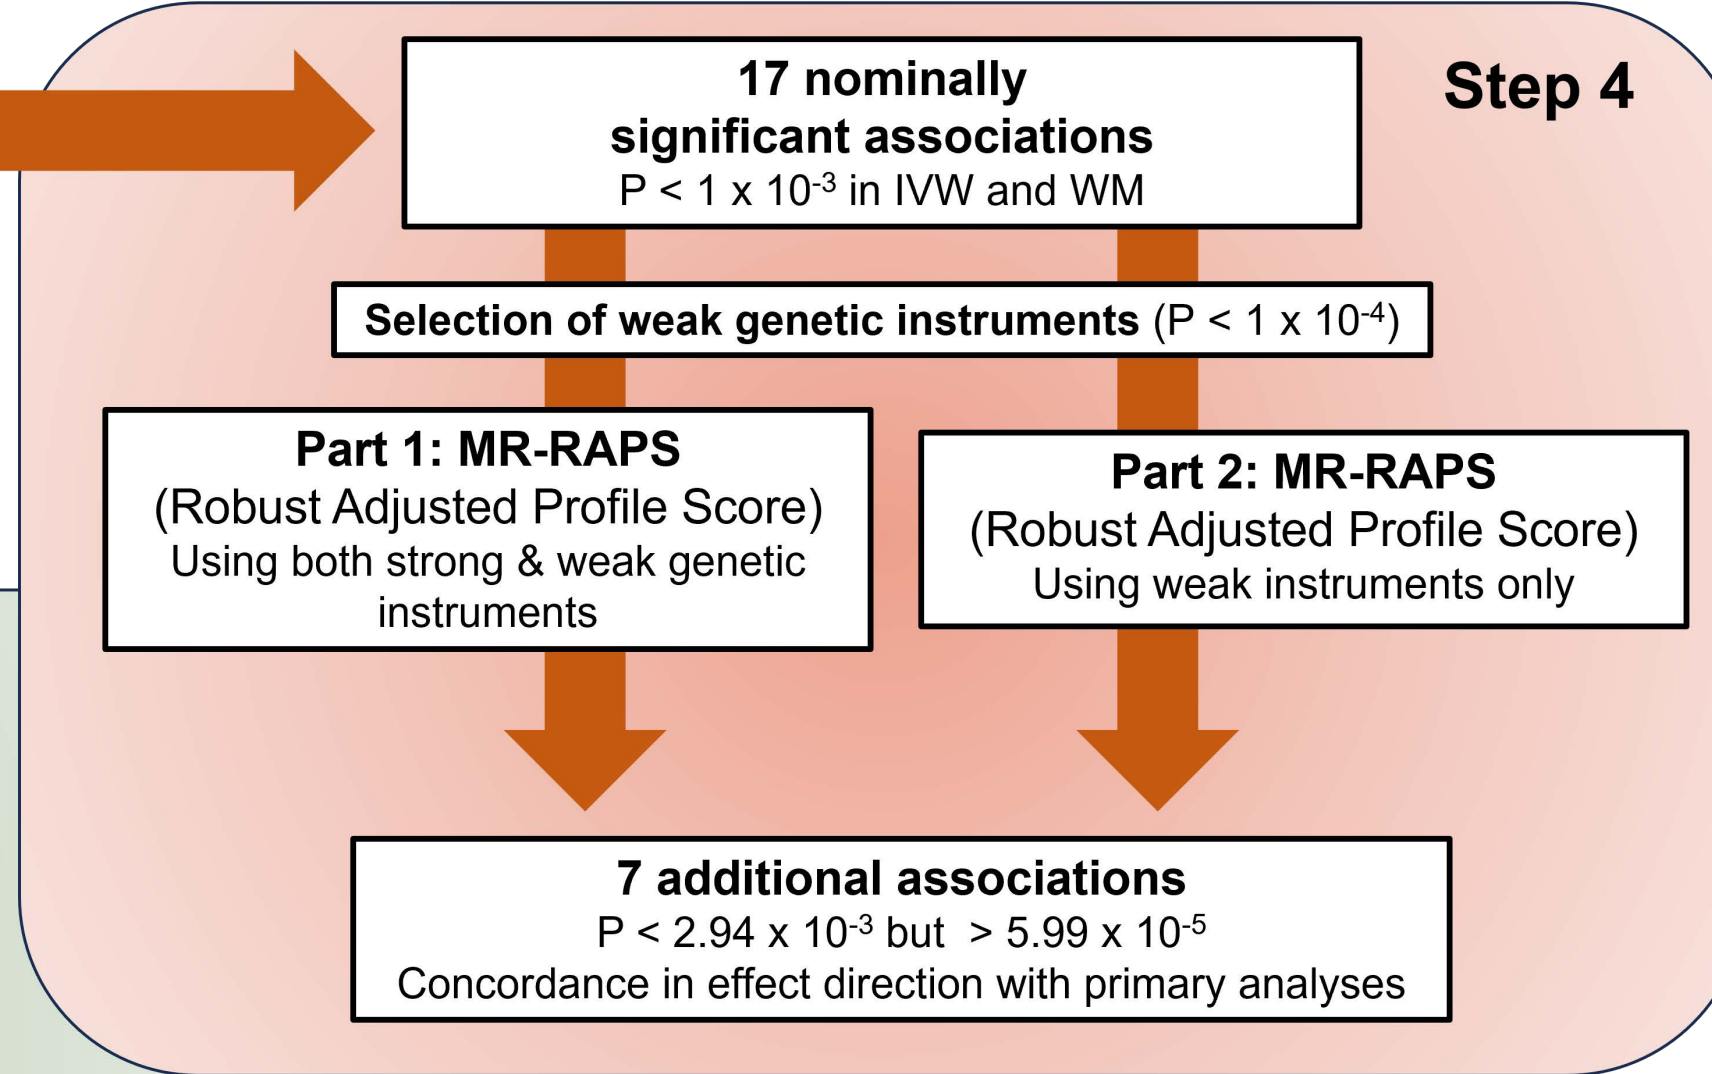 Step 4
17 nominally
significant associations
P < 1 x 10⁻³ in IVW and WM
Selection of weak genetic instruments (P < 1 x 10⁻⁴)
Part 1: MR-RAPS
(Robust Adjusted Profile Score)
Using both strong & weak genetic
instruments
Part 2: MR-RAPS
(Robust Adjusted Profile Score)
Using weak instruments only
7 additional associations
P < 2.94 x 10⁻³ but > 5.99 x 10⁻⁵
Concordance in effect direction with primary analyses